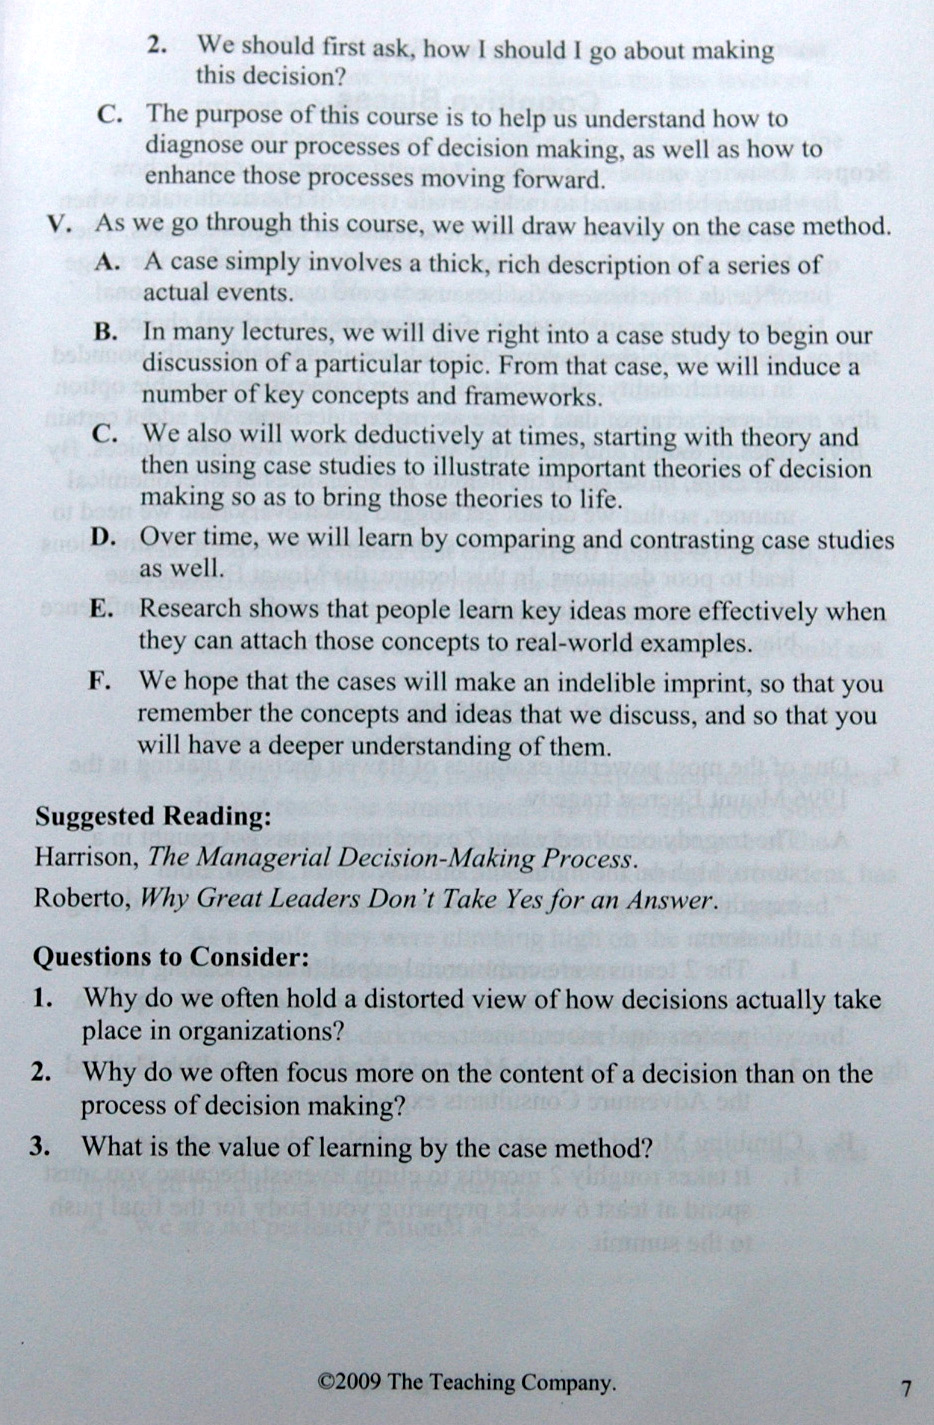 2. We should first ask, how I should I go about making
this decision?
C. The purpose of this course is to help us understand how to
diagnose our processes of decision making, as well as how to
enhance those processes moving forward.
V. As we go through this course, we will draw heavily on the case method.
A. A case simply involves a thick, rich description of a series of
actual events.
B. In many lectures, we will dive right into a case study to begin our
discussion of a particular topic. From that case, we will induce a
number of key concepts and frameworks.
C. We also will work deductively at times, starting with theory and
then using case studies to illustrate important theories of decision
making so as to bring those theories to life.
D. Over time, we will learn by comparing and contrasting case studies
as well.
E. Research shows that people learn key ideas more effectively when
they can attach those concepts to real-world examples.
F. We hope that the cases will make an indelible imprint, so that you
remember the concepts and ideas that we discuss, and so that you
will have a deeper understanding of them.
Suggested Reading:
Harrison, The Managerial Decision-Making Process.
Roberto, Why Great Leaders Don't Take Yes for an Answer.
Questions to Consider:
1. Why do we often hold a distorted view of how decisions actually take
place in organizations?
2. Why do we often focus more on the content of a decision than on the
process of decision making?
3. What is the value of learning by the case method?
©2009 The Teaching Company.
7